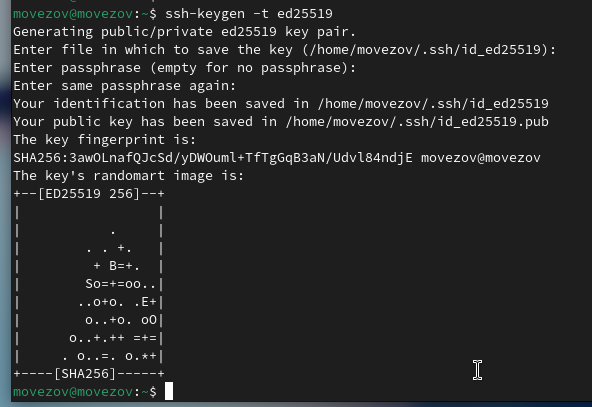 movezov@movezov:~$ ssh-keygen -t ed25519
Generating public/private ed25519 key pair.
Enter file in which to save the key (/home/movezov/.ssh/id_ed25519):
Enter passphrase (empty for no passphrase):
Enter same passphrase again:
Your identification has been saved in /home/movezov/.ssh/id_ed25519
Your public key has been saved in /home/movezov/.ssh/id_ed25519.pub
The key fingerprint is:
SHA256:3awOLnafQJcSd/yDWOuml+TfTgGqB3aN/Udvl84ndjE movezov@movezov
The key's randomart image is:
+--[ED25519 256]--+
|                 |
|           .     |
|        . . +.   |
|         + B=+.  |
|        So=+=oo..|
|       ..o+o. .E+|
|        o..+o. oO|
|      o..+.++ =+=|
|     . o..=. o.*+|
+----[SHA256]-----+
movezov@movezov:~$